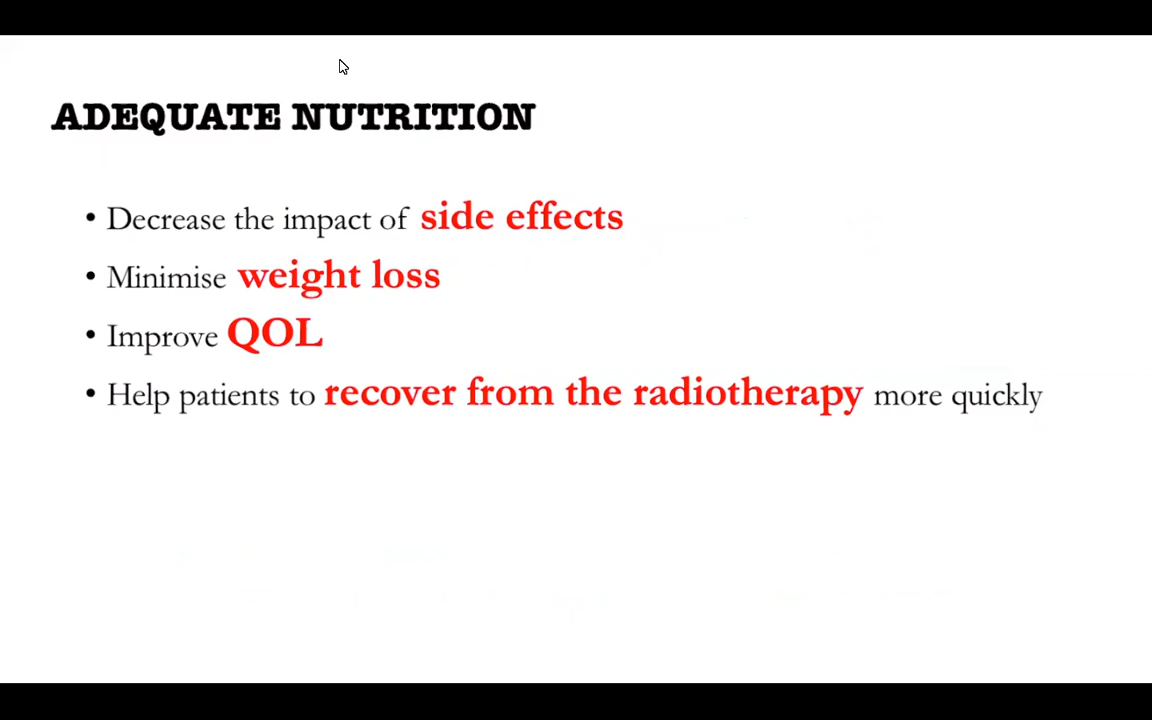 ADEQUATE NUTRITION
• Decrease the impact of side effects
• Minimise weight loss
• Improve QOL
• Help patients to recover from the radiotherapy more quickly